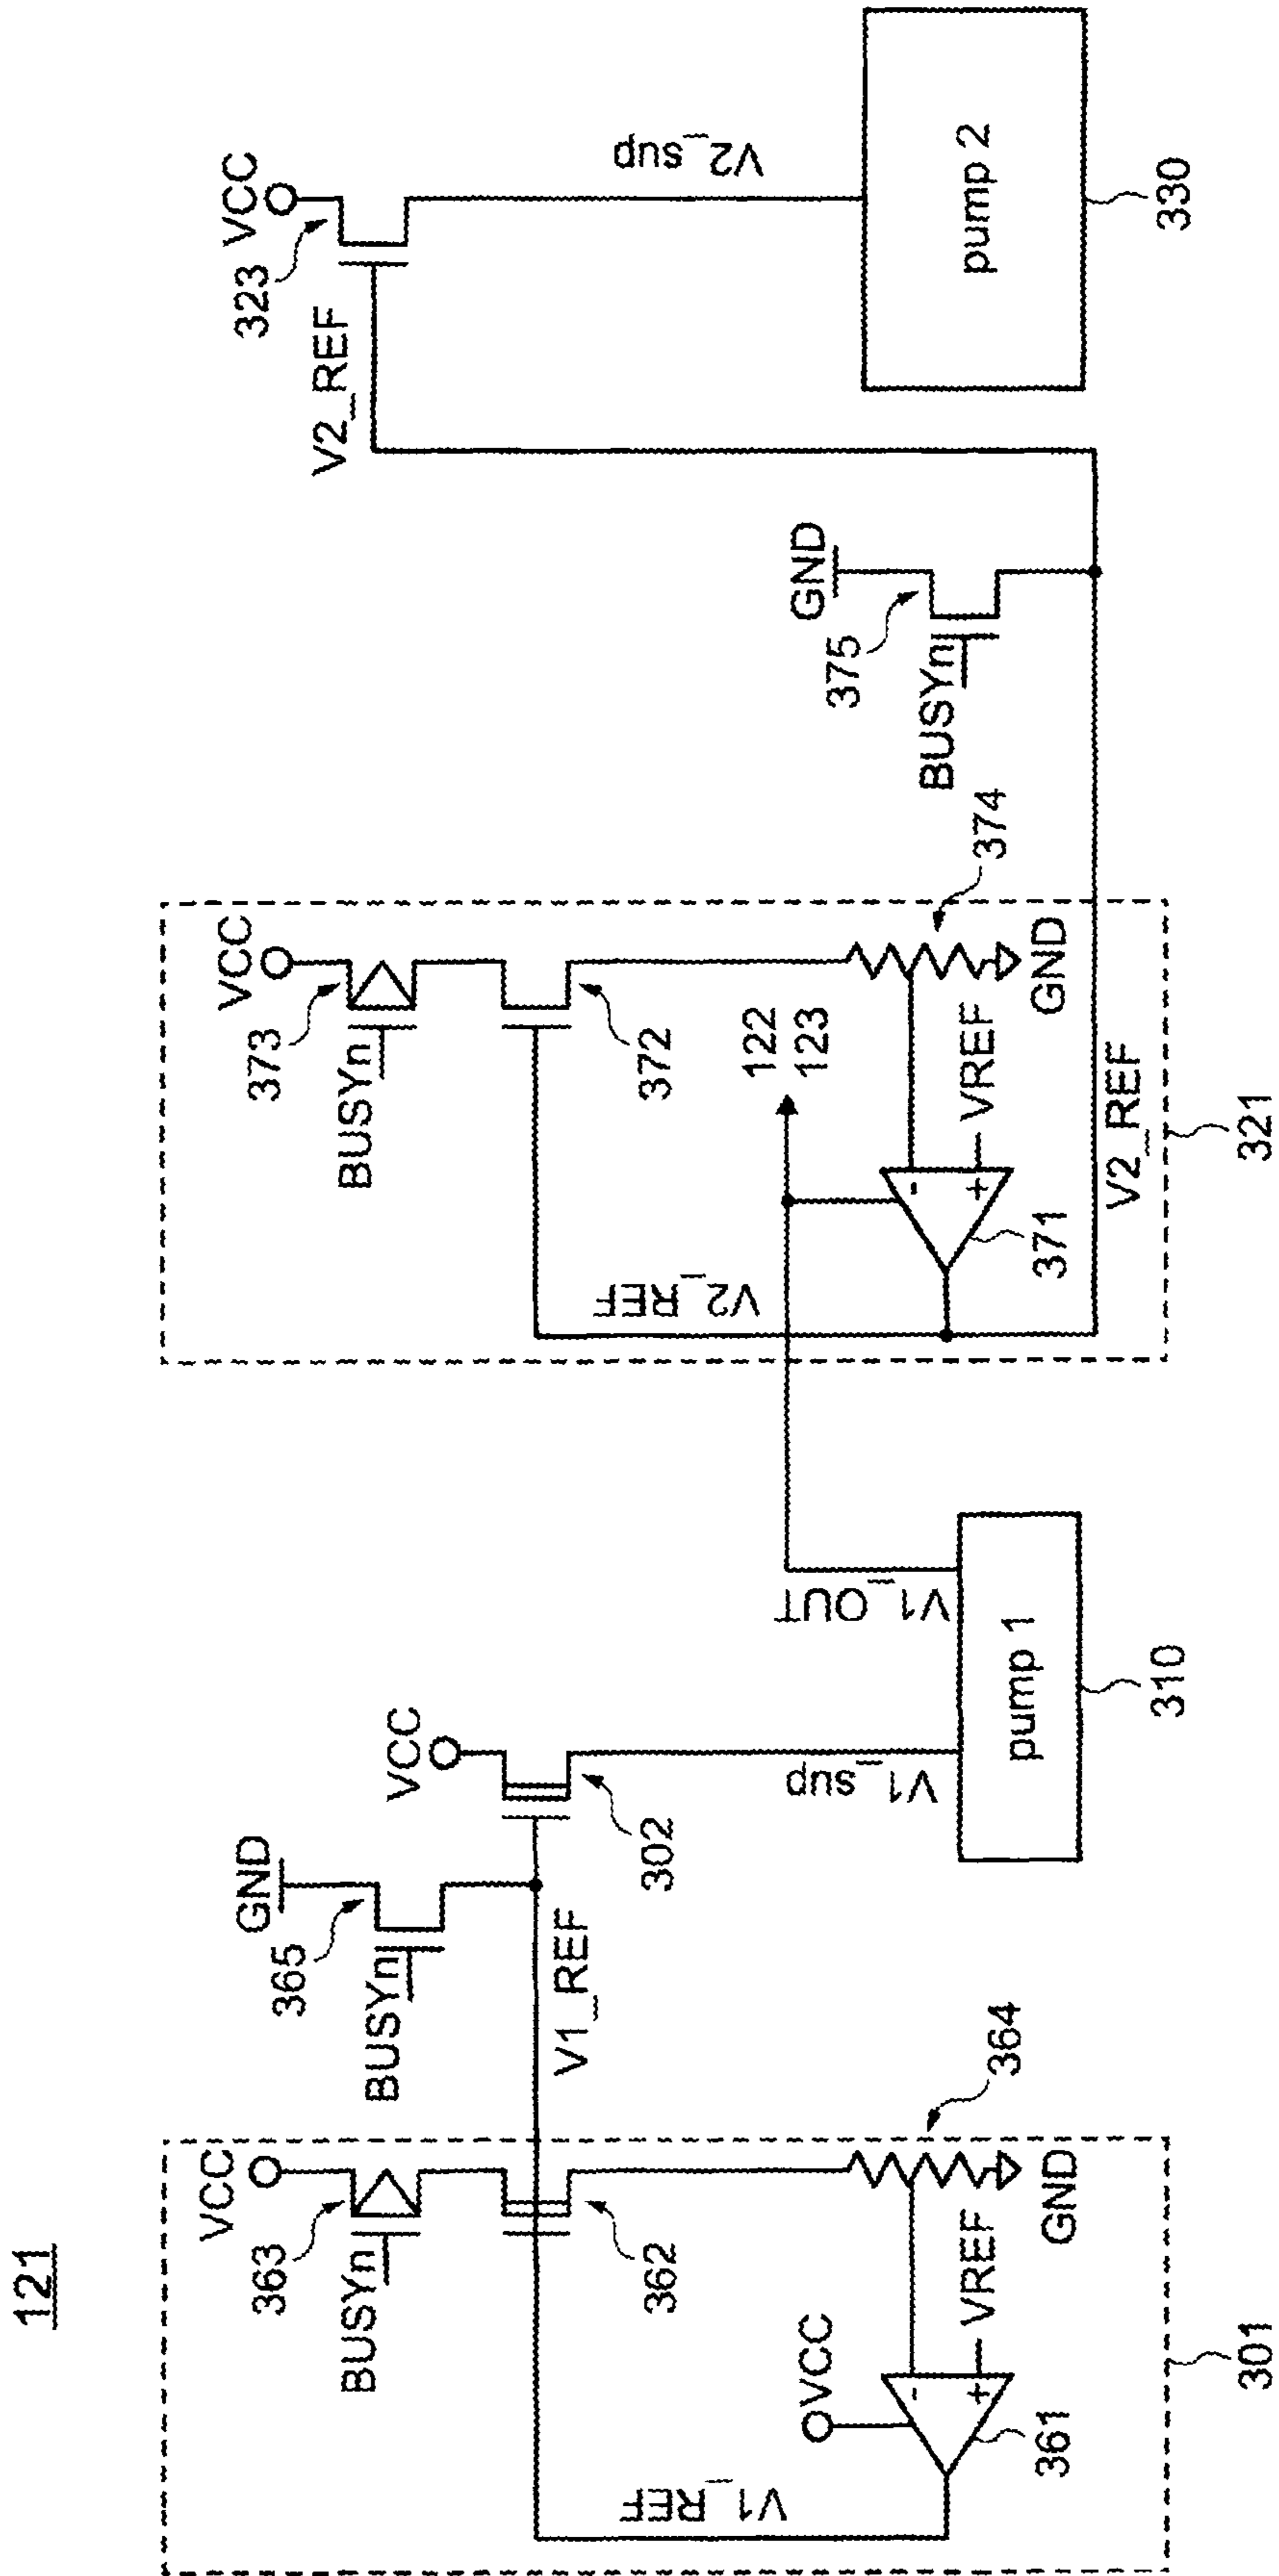 121
VCC
363
BUSYn
362
364
GND
VREF
VCC
361
V1_REF
301
GND
365
BUSYn
V1_REF
VCC
302
V1_sup
V1_OUT
pump 1
310
VCC
373
BUSYn
372
122
123
374
GND
VREF
371
V2_REF
V2_REF
321
GND
375
BUSYn
VCC
323
V2_REF
V2_sup
pump 2
330